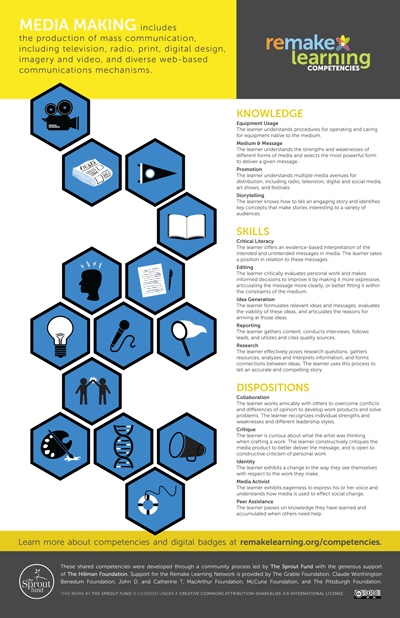 MEDIA MAKING includes
the production of mass communication,
including television, radio, print, digital design,
imagery and video, and diverse web-based
communications mechanisms.
remake
learning
COMPETENCIES
KNOWLEDGE
Equipment Usage
The learner understands procedures for operating and caring
for equipment native to the medium.
Medium & Message
The learner understands the strengths and weaknesses of
different forms of media and selects the most powerful form
to deliver a given message.
Promotion
The learner understands multiple media avenues for
distribution, including radio, television, digital and social media,
art shows, and festivals.
Storytelling
The learner knows how to tell an engaging story and identifies
key concepts that make stories interesting to a variety of
audiences.
SKILLS
Critical Literacy
The learner offers an evidence-based interpretation of the
intended and unintended messages in media. The learner takes
a position in relation to these messages.
Editing
The learner critically evaluates personal work and makes
informed decisions to improve it by making it more expressive,
articulating the message more clearly, or better fitting it within
the constraints of the medium.
Idea Generation
The learner formulates relevant ideas and messages, evaluates
the viability of these ideas, and articulates the reasons for
arriving at those ideas.
Reporting
The learner gathers content, conducts interviews, follows
leads, and utilizes and cites quality sources.
Research
The learner effectively poses research questions, gathers
resources, analyzes and interprets information, and forms
connections between ideas. The learner uses this process to
tell an accurate and compelling story.
DISPOSITIONS
Collaboration
The learner works amicably with others to overcome conflicts
and differences of opinion to develop work products and solve
problems. The learner recognizes individual strengths and
weaknesses and different leadership styles.
Critique
The learner is curious about what the artist was thinking
when crafting a work. The learner constructively critiques the
media product to better deliver the message, and is open to
constructive criticism of personal work.
Identity
The learner exhibits a change in the way they see themselves
with respect to the work they make.
Media Activist
The learner exhibits eagerness to express his or her voice and
understands how media is used to effect social change.
Peer Assistance
The learner passes on knowledge they have learned and
accumulated when others need help.
Learn more about competencies and digital badges at remakelearning.org/competencies.
the
Sprout
fund
These shared competencies were developed through a community process led by The Sprout Fund with the generous support
of The Hillman Foundation. Support for the Remake Learning Network is provided by The Grable Foundation, Claude Worthington
Benedum Foundation, John D. and Catherine T. MacArthur Foundation, McCune Foundation, and The Pittsburgh Foundation.
THIS WORK BY THE SPROUT FUND IS LICENSED UNDER A CREATIVE COMMONS ATTRIBUTION-SHAREALIKE 4.0 INTERNATIONAL LICENSE.